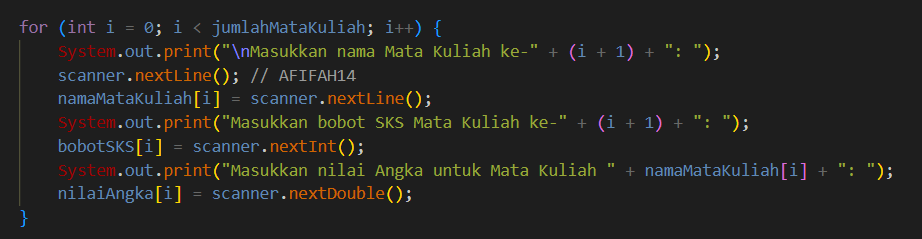 for (int i = 0; i < jumlahMataKuliah; i++) {
System.out.print("\nMasukkan nama Mata Kuliah ke-" + (i + 1) + ": ");
scanner.nextLine(); // AFIFAH14
namaMataKuliah[i] = scanner.nextLine();
System.out.print("Masukkan bobot SKS Mata Kuliah ke-" + (i + 1) + ": ");
bobotSKS[i] = scanner.nextInt();
System.out.print("Masukkan nilai Angka untuk Mata Kuliah " + namaMataKuliah[i] + ": ");
nilaiAngka[i] = scanner.nextDouble();
}